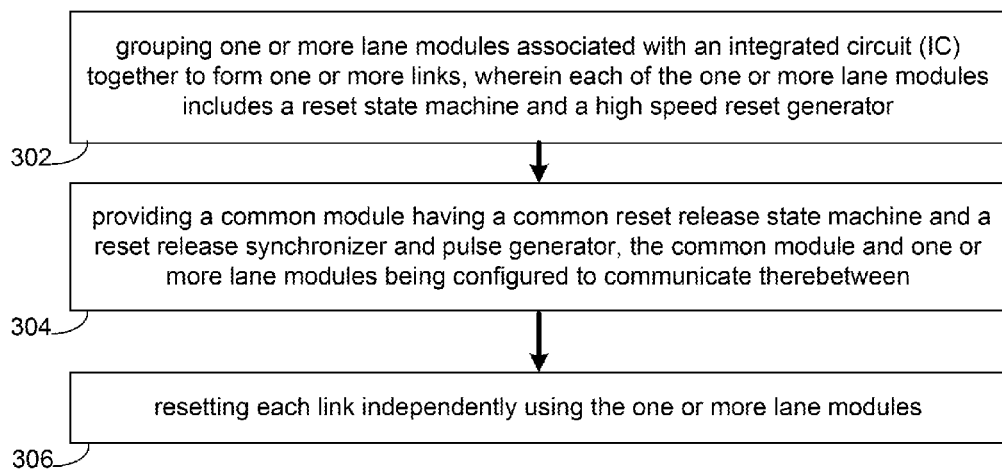 grouping one or more lane modules associated with an integrated circuit (IC)
together to form one or more links, wherein each of the one or more lane modules
includes a reset state machine and a high speed reset generator
302
providing a common module having a common reset release state machine and a
reset release synchronizer and pulse generator, the common module and one or
more lane modules being configured to communicate therebetween
304
resetting each link independently using the one or more lane modules
306